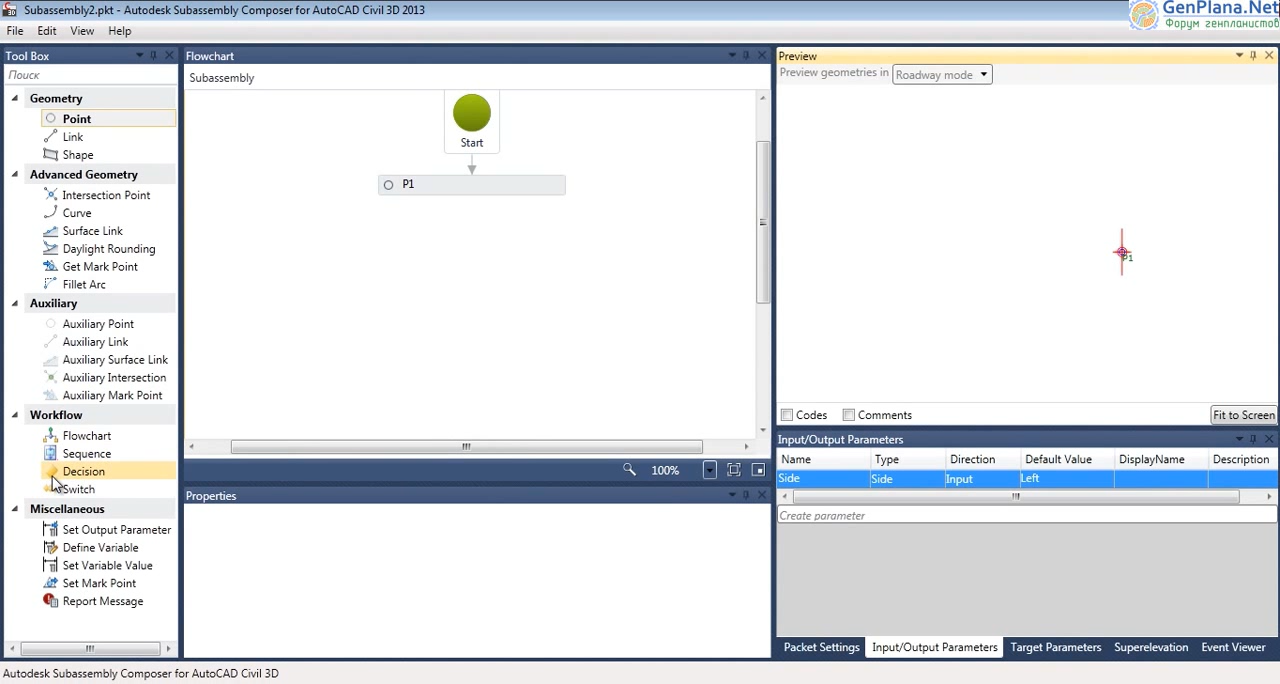 Subassembly2.pkt - Autodesk Subassembly Composer for AutoCAD Civil 3D 2013
GenPlana.Net
Форум генпланистов
File Edit View Help
Tool Box
Поиск
Geometry
Point
Link
Shape
Advanced Geometry
Intersection Point
Curve
Surface Link
Daylight Rounding
Get Mark Point
Fillet Arc
Auxiliary
Auxiliary Point
Auxiliary Link
Auxiliary Surface Link
Auxiliary Intersection
Auxiliary Mark Point
Workflow
Flowchart
Sequence
Decision
Switch
Miscellaneous
Set Output Parameter
Define Variable
Set Variable Value
Set Mark Point
Report Message
Flowchart
Subassembly
Start
P1
100%
Properties
Preview
Preview geometries in Roadway mode
P1
Codes Comments Fit to Screen
Input/Output Parameters
Name Type Direction Default Value DisplayName Description
Side Side Input Left
Create parameter
Packet Settings Input/Output Parameters Target Parameters Superelevation Event Viewer
Autodesk Subassembly Composer for AutoCAD Civil 3D